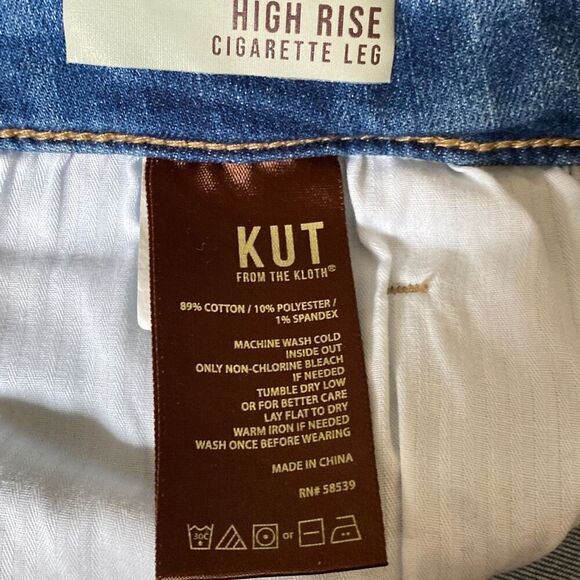 HIGH RISE
CIGARETTE LEG
KUT
FROM THE KLOTH®
89% COTTON / 10% POLYESTER /
1% SPANDEX
MACHINE WASH COLD
INSIDE OUT
ONLY NON-CHLORINE BLEACH
IF NEEDED
TUMBLE DRY LOW
OR FOR BETTER CARE
LAY FLAT TO DRY
WARM IRON IF NEEDED
WASH ONCE BEFORE WEARING
MADE IN CHINA
RN# 58539
30C or